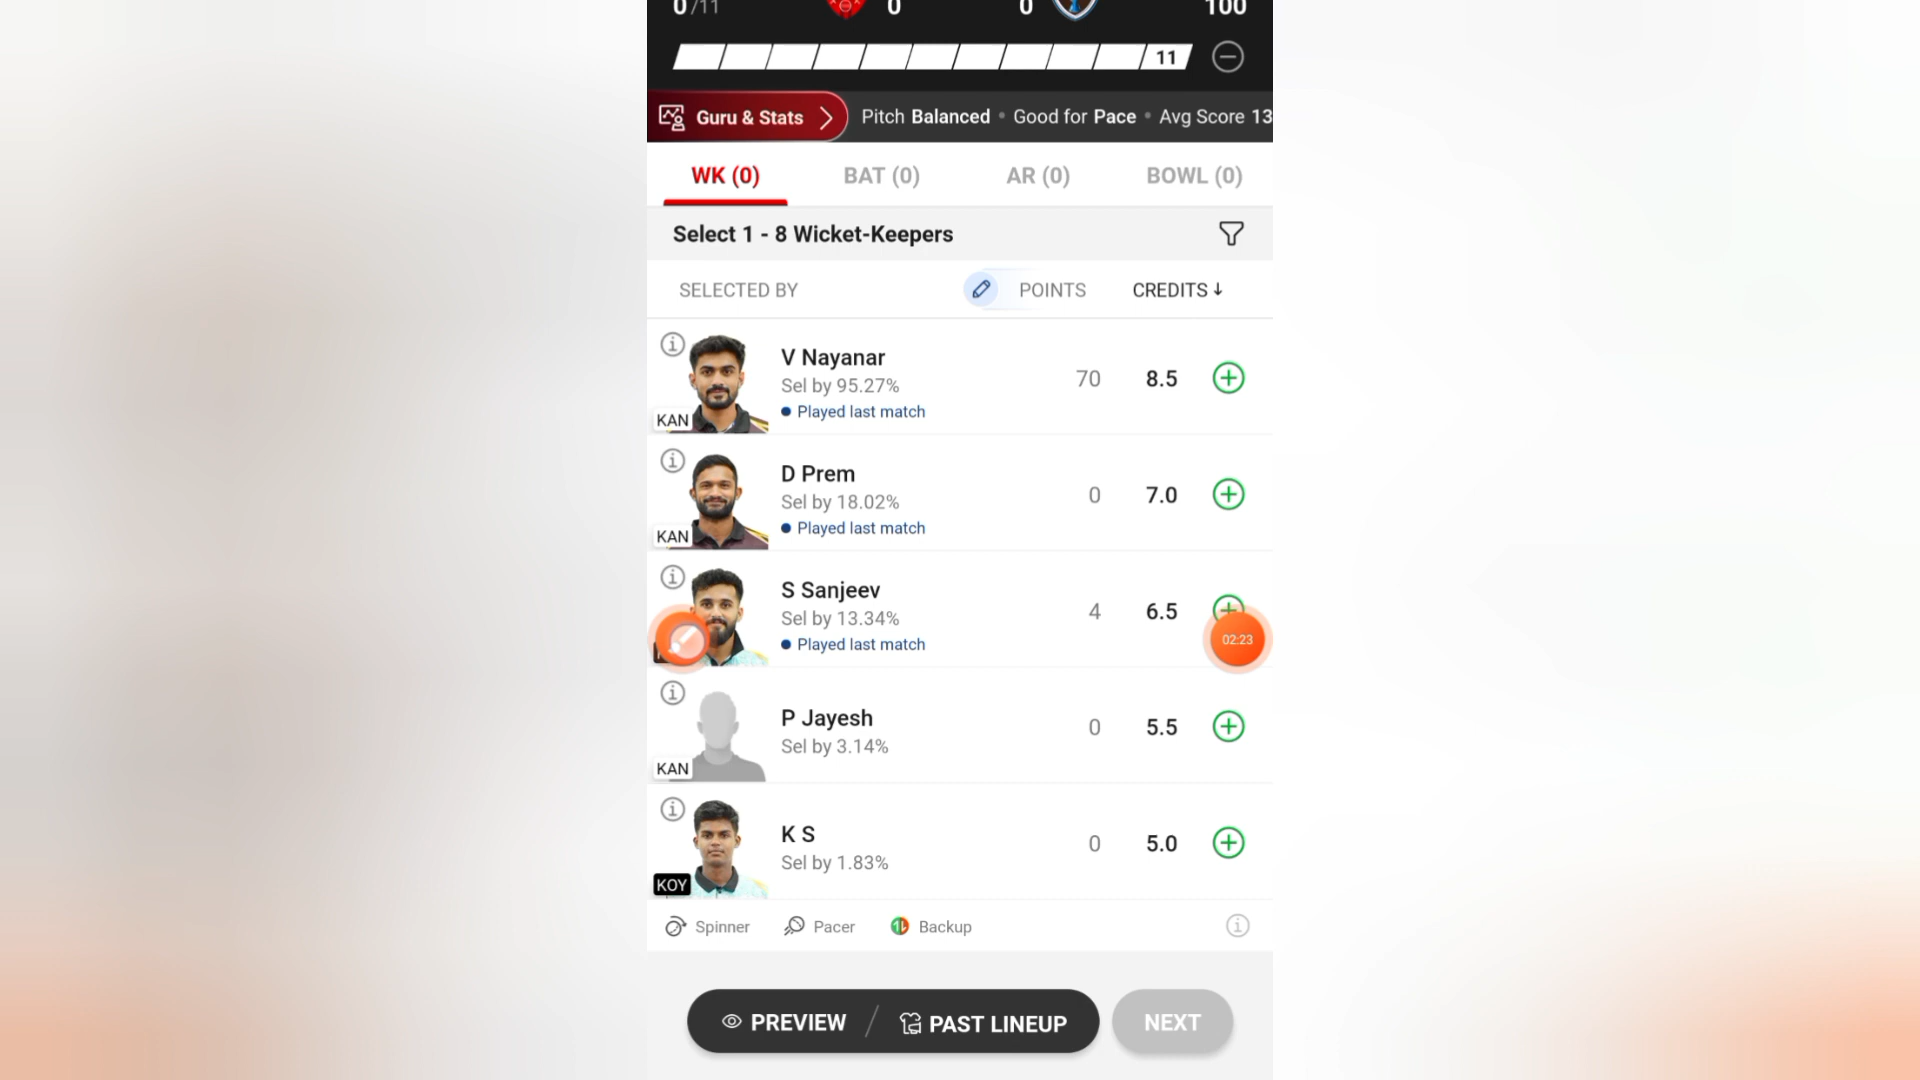 0/11 0 0 100
11
Guru & Stats Pitch Balanced • Good for Pace • Avg Score 13
WK (0) BAT (0) AR (0) BOWL (0)
Select 1 - 8 Wicket-Keepers
SELECTED BY POINTS CREDITS↓
V Nayanar
Sel by 95.27%
Played last match
KAN
70 8.5
D Prem
Sel by 18.02%
Played last match
KAN
0 7.0
S Sanjeev
Sel by 13.34%
Played last match
4 6.5
02:23
P Jayesh
Sel by 3.14%
KAN
0 5.5
K S
Sel by 1.83%
KOY
0 5.0
Spinner Pacer Backup
PREVIEW / PAST LINEUP NEXT